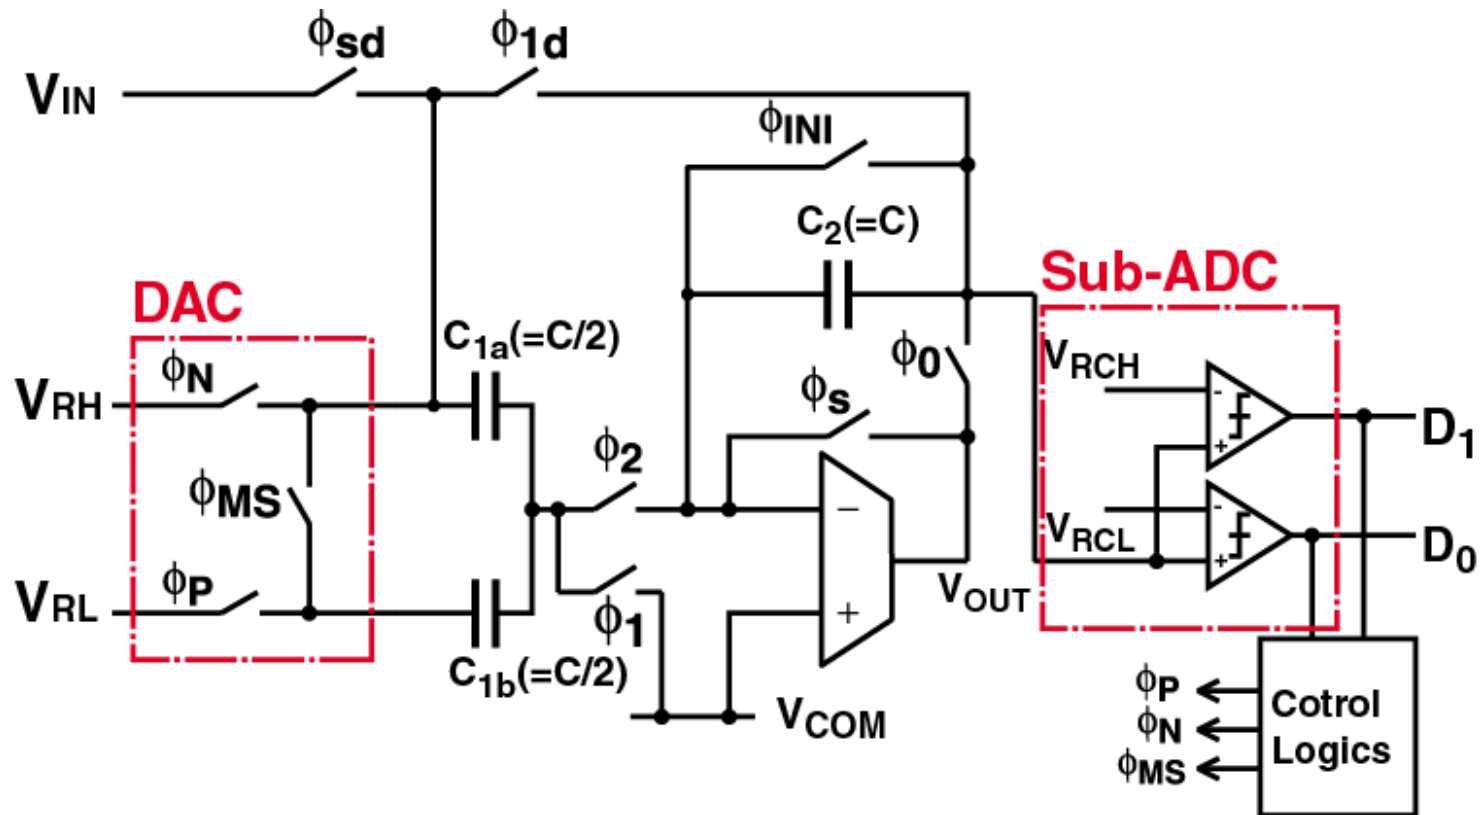 ϕsd
ϕ1d
VIN
ϕINI
C2(=C)
Sub-ADC
DAC
C1a(=C/2)
ϕN
ϕ0
VRCH
VRH
ϕs
-
D1
ϕ2
+
ϕMS
−
-
VRCL
D0
ϕP
+
VRL
ϕ1
VOUT
+
C1b(=C/2)
VCOM
ϕP
ϕN
ϕMS
Cotrol
Logics